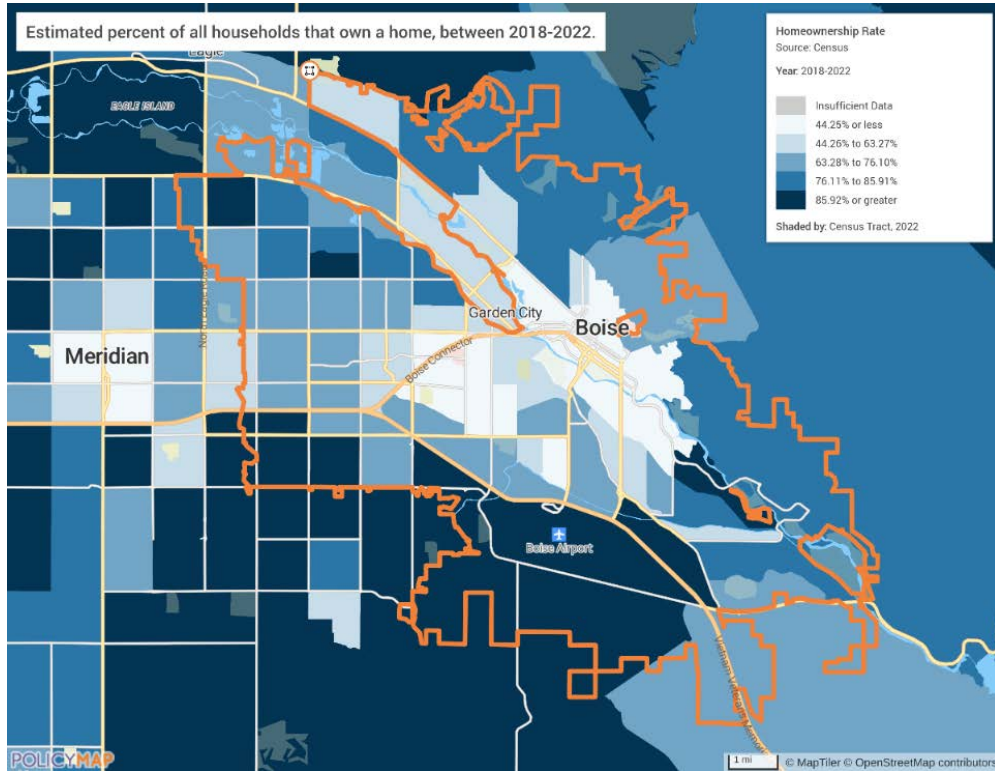 Estimated percent of all households that own a home, between 2018-2022.
Homeownership Rate
Source: Census
Year: 2018-2022
Insufficient Data
44.25% or less
44.26% to 63.27%
63.28% to 76.10%
76.11% to 85.91%
85.92% or greater
Shaded by: Census Tract, 2022
Eagle
EAGLE ISLAND
Garden City
Boise
Meridian
Boise Connector
Boise Airport
POLICYMAP
1 mi
© MapTiler © OpenStreetMap contributors